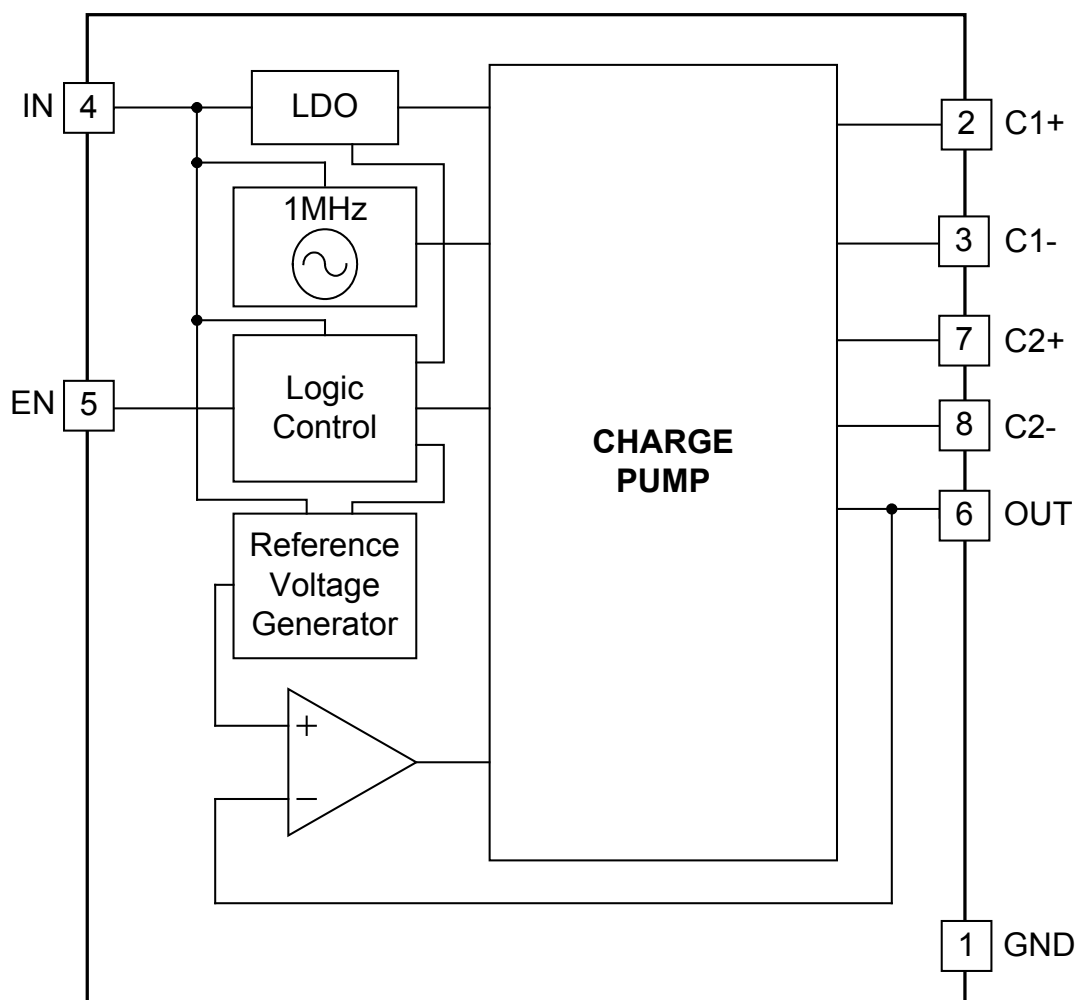 IN 4
LDO
2 C1+
1MHz
3 C1-
7 C2+
EN 5
Logic
Control
8 C2-
CHARGE
PUMP
6 OUT
Reference
Voltage
Generator
+
−
1 GND